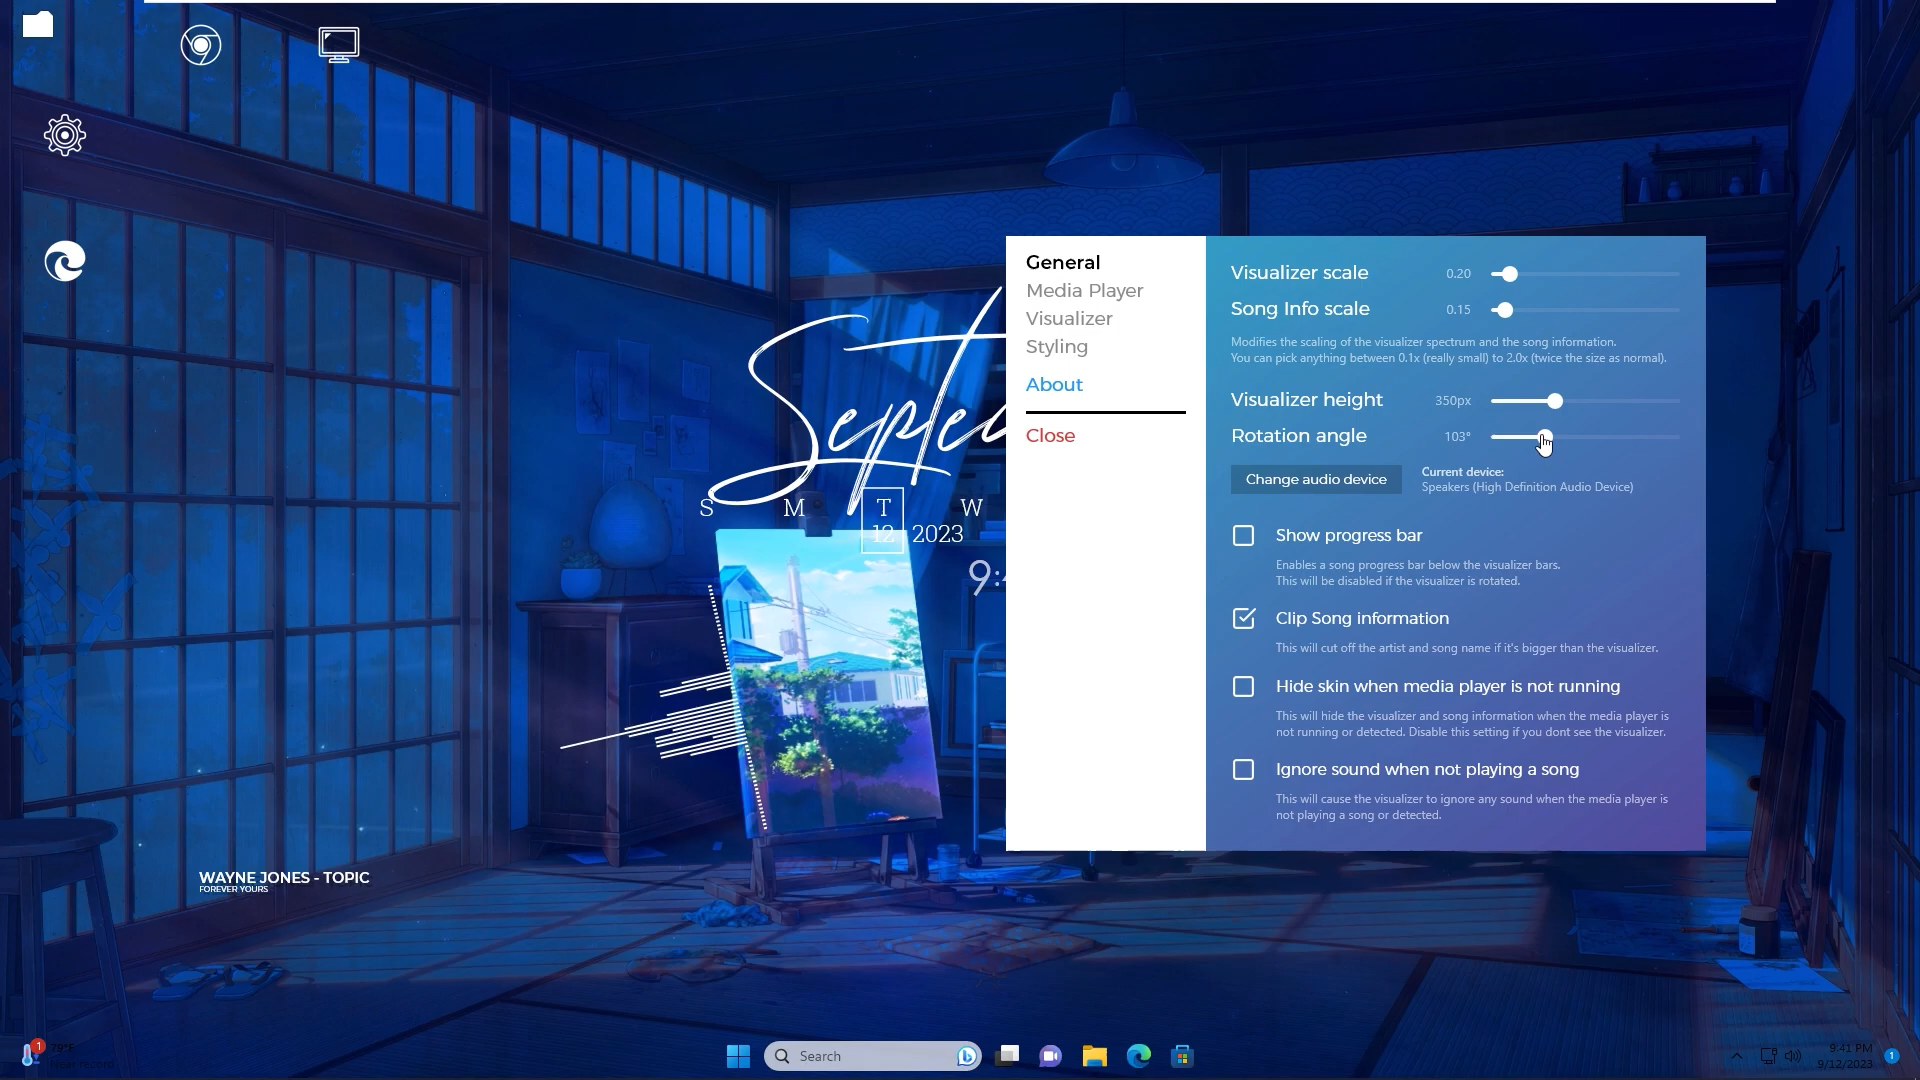 General
Media Player
Visualizer
Styling
About
Close
Visualizer scale 0.20
Song Info scale 0.15
Modifies the scaling of the visualizer spectrum and the song information.
You can pick anything between 0.1x (really small) to 2.0x (twice the size as normal).
Visualizer height 350px
Rotation angle 103°
Change audio device
Current device:
Speakers (High Definition Audio Device)
Show progress bar
Enables a song progress bar below the visualizer bars.
This will be disabled if the visualizer is rotated.
Clip Song information
This will cut off the artist and song name if it's bigger than the visualizer.
Hide skin when media player is not running
This will hide the visualizer and song information when the media player is
not running or detected. Disable this setting if you dont see the visualizer.
Ignore sound when not playing a song
This will cause the visualizer to ignore any sound when the media player is
not playing a song or detected.
Septe
S M T W
12 2023
9:
WAYNE JONES - TOPIC
FOREVER YOURS
1
79°F
Near record
Search
9:41 PM
9/12/2023
1